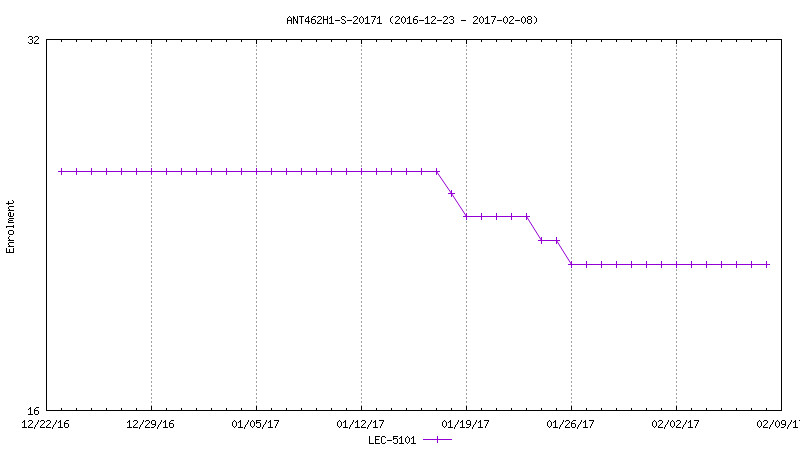 ANT462H1-S-20171 (2016-12-23 - 2017-02-08)
32
Enrolment
16
12/22/16 12/29/16 01/05/17 01/12/17 01/19/17 01/26/17 02/02/17 02/09/1
LEC-5101